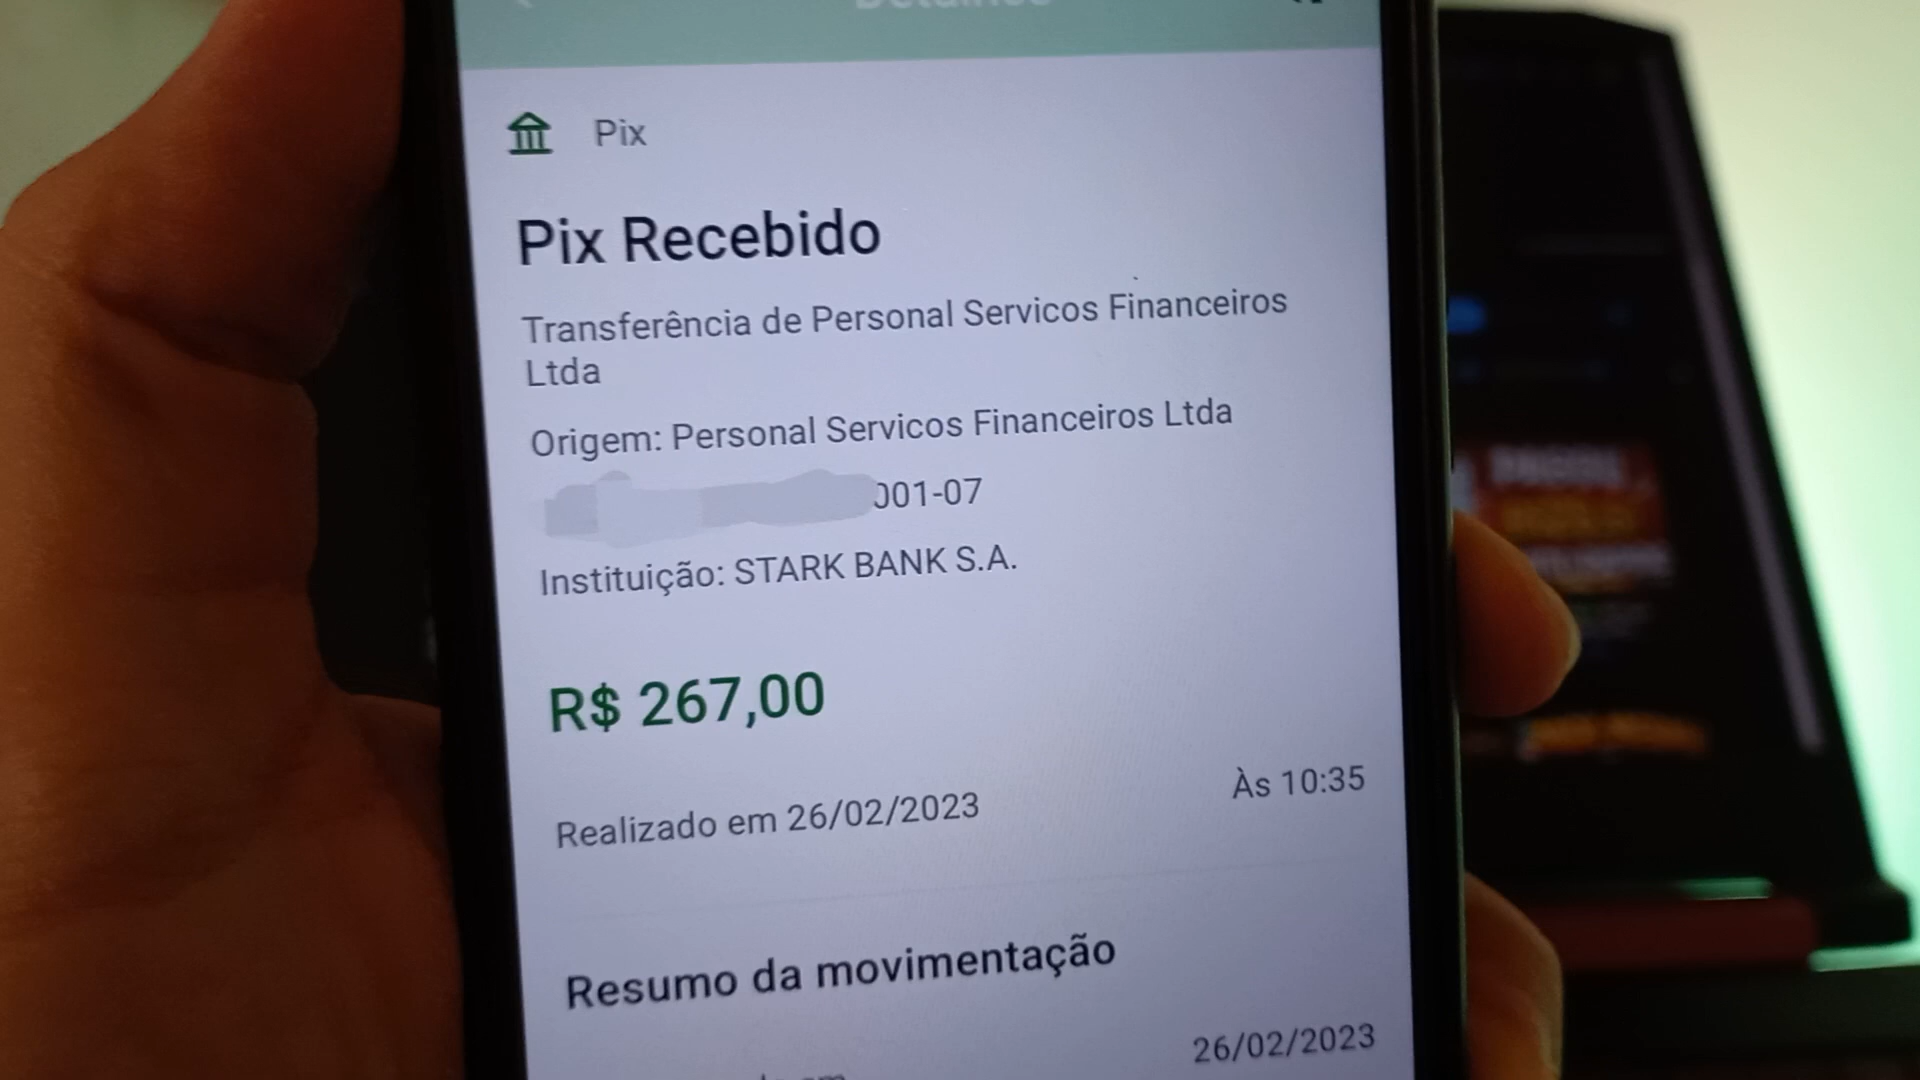 Pix
Pix Recebido
Transferência de Personal Servicos Financeiros
Ltda
Origem: Personal Servicos Financeiros Ltda
001-07
Instituição: STARK BANK S.A.
R$ 267,00
Realizado em 26/02/2023
Às 10:35
Resumo da movimentação
26/02/2023